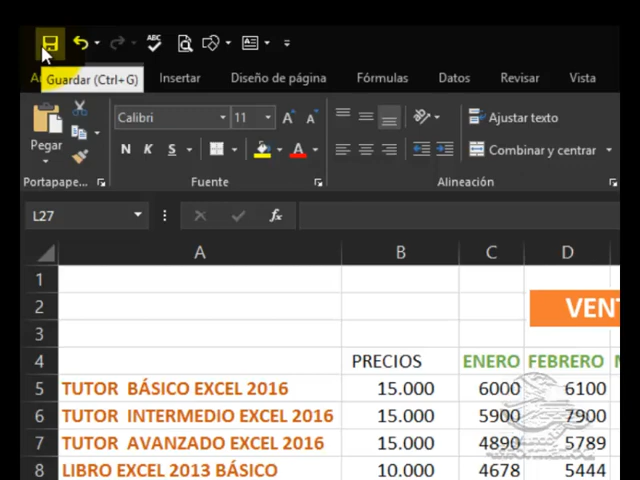 ABC
Guardar (Ctrl+G)
Insertar Diseño de página Fórmulas Datos Revisar Vista
Calibri 11 A A Ajustar texto
Pegar N K S A Combinar y centrar
Portapape... Fuente Alineación
L27 fx
A B C D
1
2 VENT
3
4 PRECIOS ENERO FEBRERO
5 TUTOR BÁSICO EXCEL 2016 15.000 6000 6100
6 TUTOR INTERMEDIO EXCEL 2016 15.000 5900 7900
7 TUTOR AVANZADO EXCEL 2016 15.000 4890 5789
8 LIBRO EXCEL 2013 BÁSICO 10.000 4678 5444